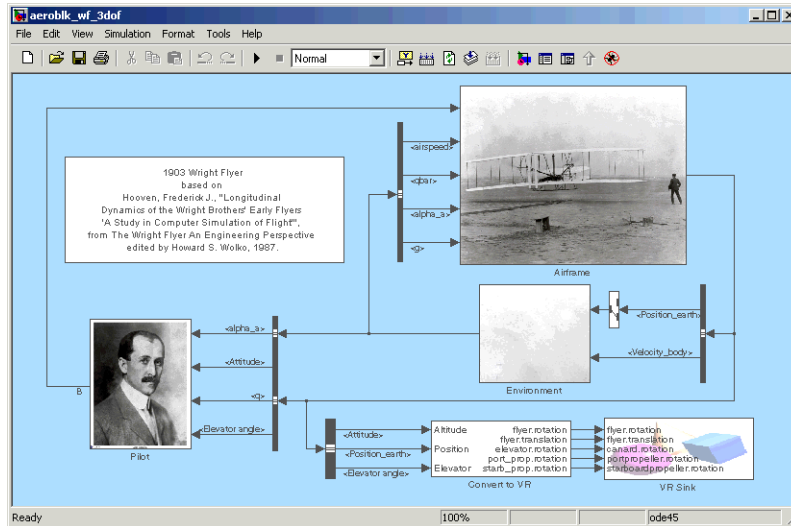 aeroblk_wf_3dof
File Edit View Simulation Format Tools Help
Normal
1903 Wright Flyer
based on
Hooven, Frederick J., "Longitudinal
Dynamics of the Wright Brothers' Early Flyers
'A Study in Computer Simulation of Flight'",
from The Wright Flyer An Engineering Perspective
edited by Howard S. Wolko, 1987.
<airspeed>
<qbar>
<alpha_a>
<g>
Airframe
<Position_earth>
<Velocity_body>
Environment
<alpha_a>
<Attitude>
<q>
<Elevator angle>
B
Pilot
<Attitude>
<Position_earth>
<Elevator angle>
Altitude
Position
Elevator
flyer.rotation
flyer.translation
elevator.rotation
port_prop.rotation
starb_prop.rotation
Convert to VR
flyer.rotation
flyer.translation
canard.rotation
portpropeller.rotation
starboardpropeller.rotation
VR Sink
Ready 100% ode45